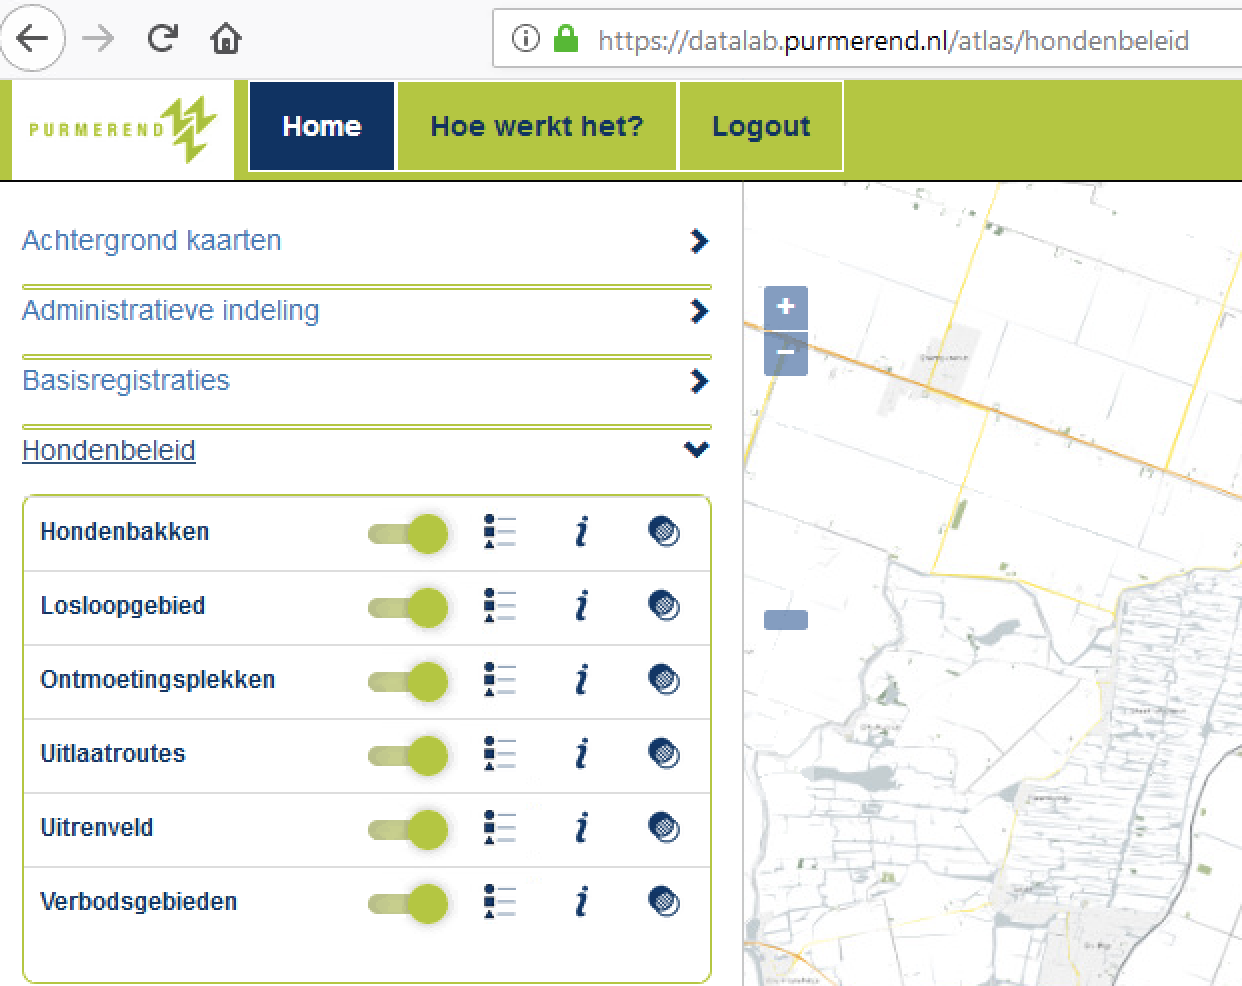 https://datalab.purmerend.nl/atlas/hondenbeleid
PURMEREND
Home
Hoe werkt het?
Logout
Achtergrond kaarten
Administratieve indeling
Basisregistraties
Hondenbeleid
Hondenbakken
Losloopgebied
Ontmoetingsplekken
Uitlaatroutes
Uitrenveld
Verbodsgebieden
+
−